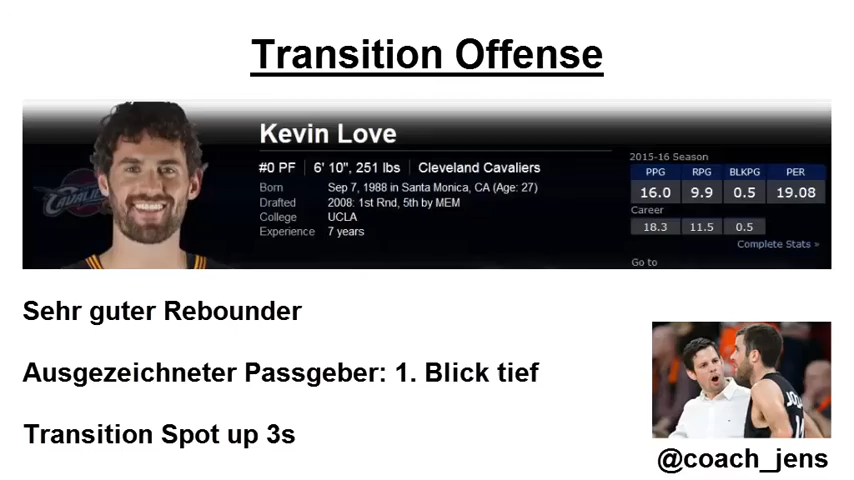 Transition Offense
Kevin Love
#0 PF 6' 10", 251 lbs Cleveland Cavaliers
Born Sep 7, 1988 in Santa Monica, CA (Age: 27)
Drafted 2008: 1st Rnd, 5th by MEM
College UCLA
Experience 7 years
2015-16 Season
PPG RPG BLKPG PER
16.0 9.9 0.5 19.08
Career
18.3 11.5 0.5
Complete Stats »
Go to
Sehr guter Rebounder
Ausgezeichneter Passgeber: 1. Blick tief
Transition Spot up 3s
@coach_jens